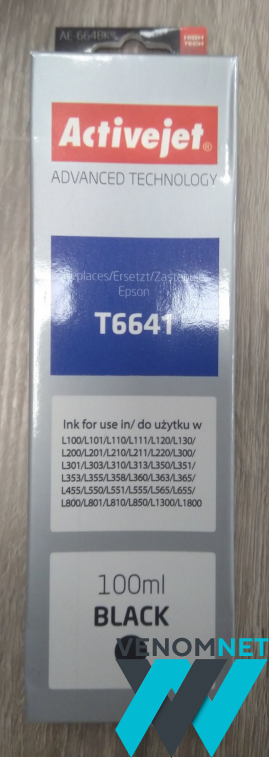 AE-664BK
HIGH
TECH
Activejet®
ADVANCED TECHNOLOGY
Replaces/Ersetzt/Zastępuje
Epson
T6641
Ink for use in/ do użytku w
L100/L101/L110/L111/L120/L130/
L200/L201/L210/L211/L220/L300/
L301/L303/L310/L313/L350/L351/
L353/L355/L358/L360/L363/L365/
L455/L550/L551/L555/L565/L655/
L800/L801/L810/L850/L1300/L1800
100ml
BLACK
VENOMNET